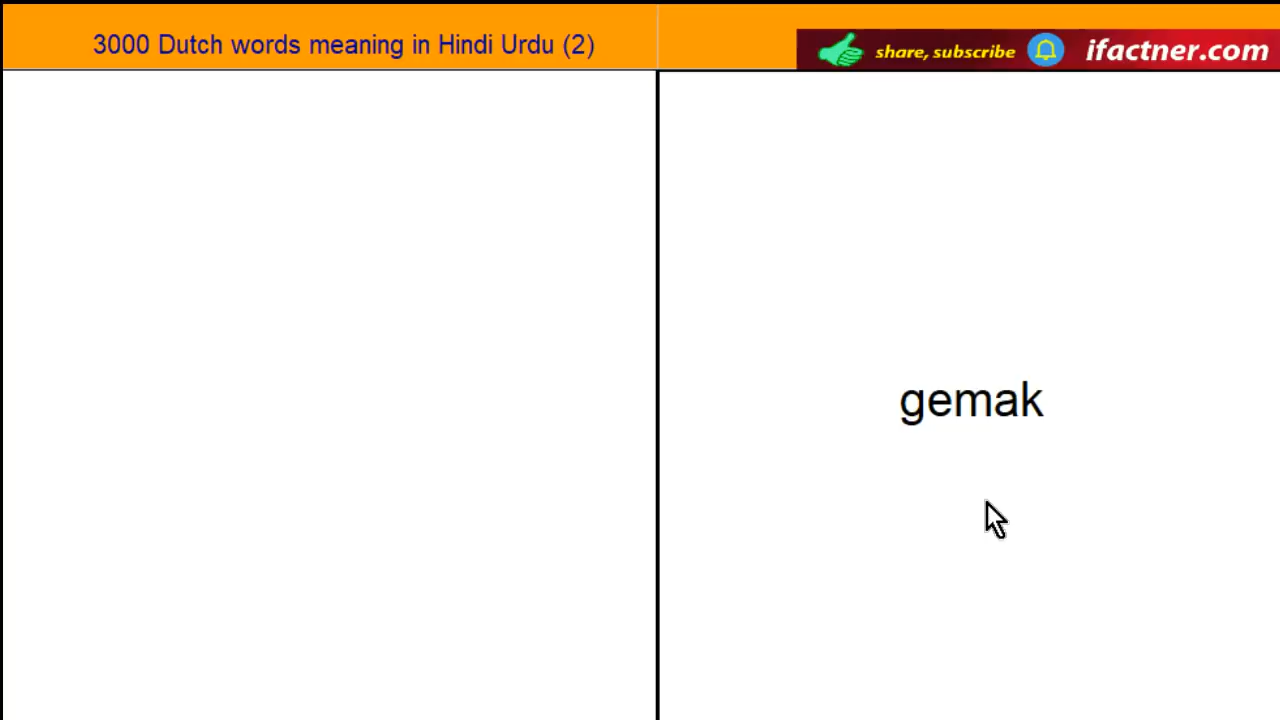 3000 Dutch words meaning in Hindi Urdu (2)
share, subscribe
ifactner.com
gemak